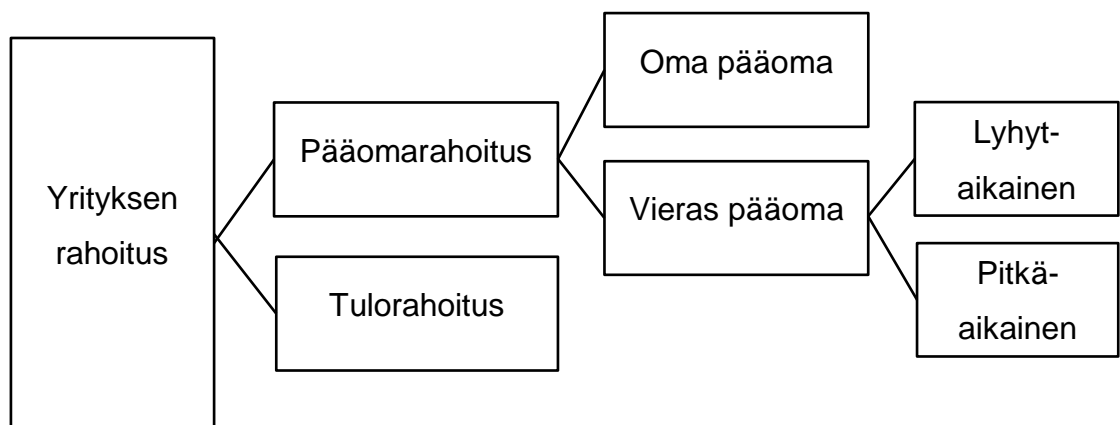 Yrityksen
rahoitus
Pääomarahoitus
Tulorahoitus
Oma pääoma
Vieras pääoma
Lyhyt-
aikainen
Pitkä-
aikainen